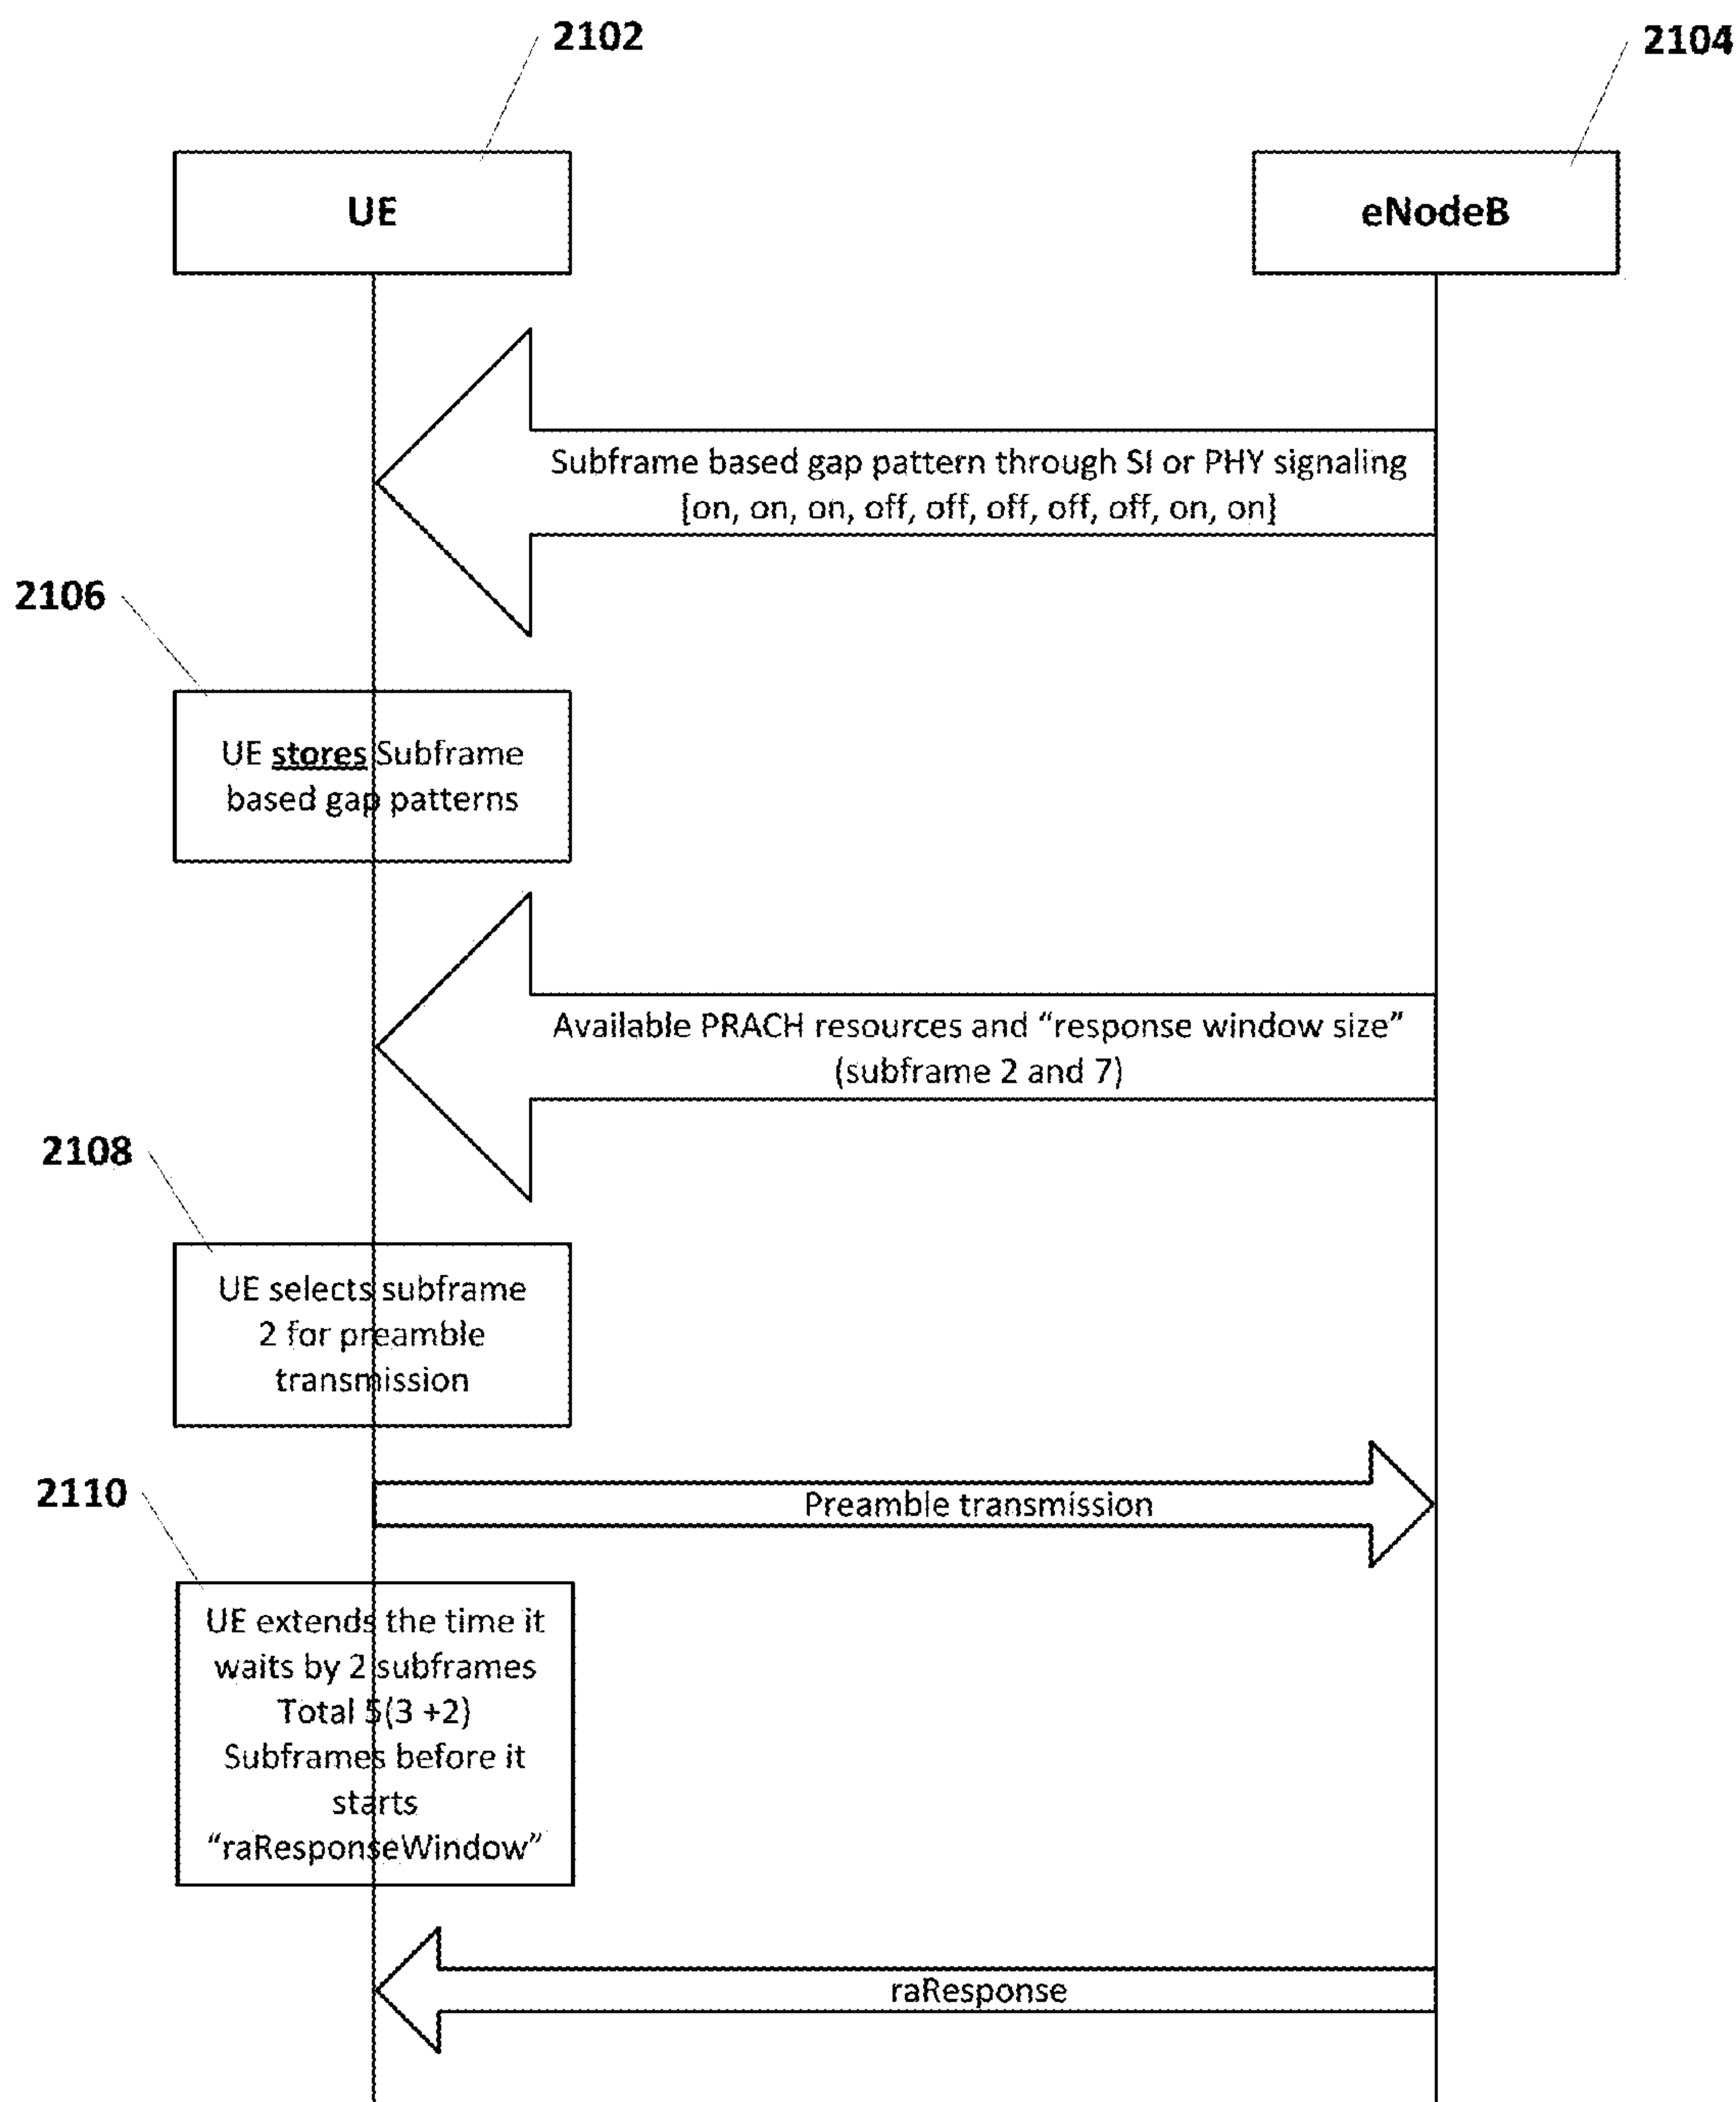 2102
2104
UE
eNodeB
Subframe based gap pattern through SI or PHY signaling
[on, on, on, off, off, off, off, off, on, on]
2106
UE stores Subframe
based gap patterns
Available PRACH resources and “response window size”
(subframe 2 and 7)
2108
UE selects subframe
2 for preamble
transmission
2110
Preamble transmission
UE extends the time it
waits by 2 subframes
Total 5(3 +2)
Subframes before it
starts
“raResponseWindow”
raResponse